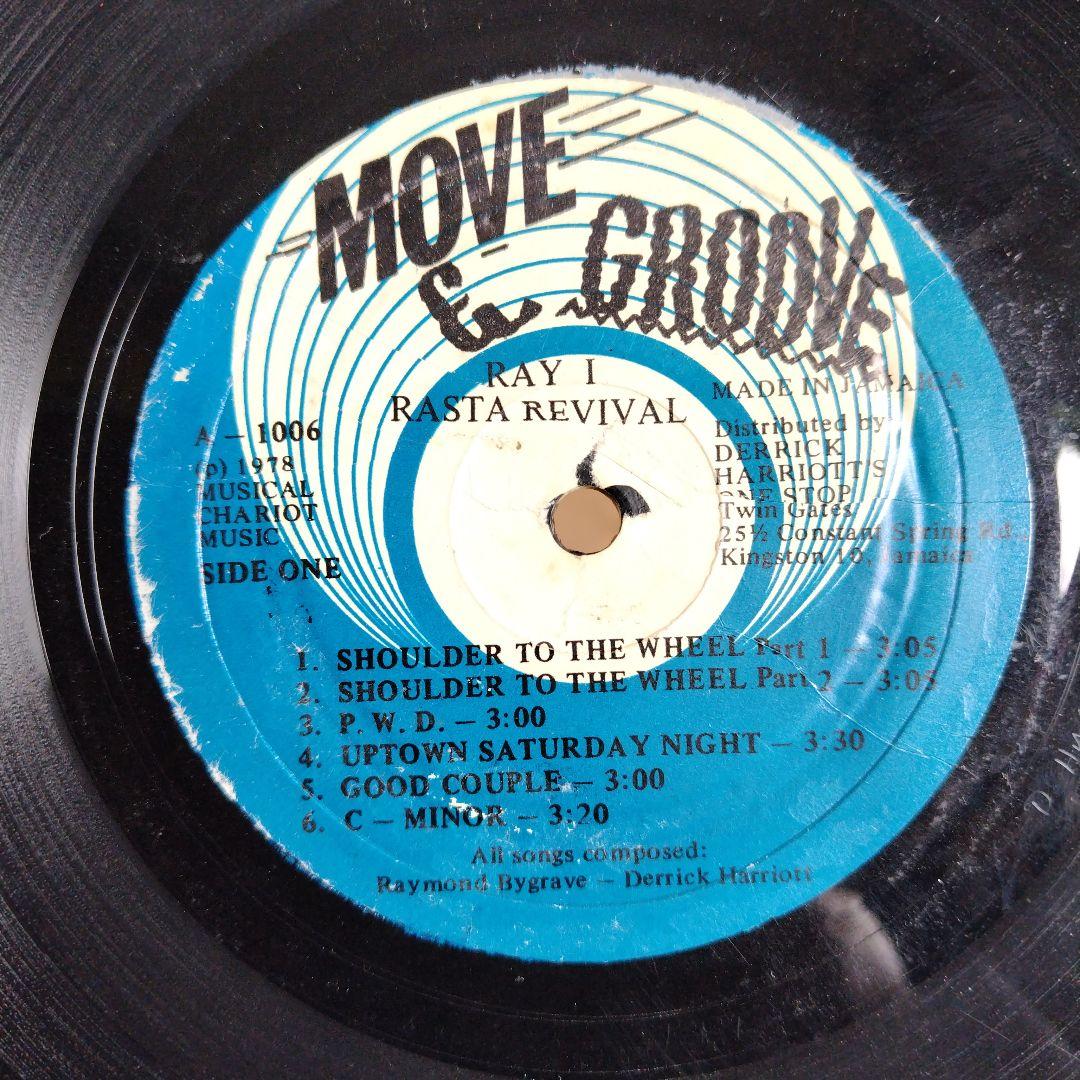 MOVE
& GROOVE
RAY I
RASTA REVIVAL
MADE IN JAMAICA
A – 1006
(p) 1978
MUSICAL
CHARIOT
MUSIC
SIDE ONE
Distributed by
DERRICK
HARRIOTT'S
ONE STOP
Twin Gates
25½ Constant Spring Rd.,
Kingston 10, Jamaica
1. SHOULDER TO THE WHEEL Part 1 – 3:05
2. SHOULDER TO THE WHEEL Part 2 – 3:05
3. P. W. D. – 3:00
4. UPTOWN SATURDAY NIGHT – 3:30
5. GOOD COUPLE – 3:00
6. C – MINOR – 3:20
All songs composed:
Raymond Bygrave – Derrick Harriott